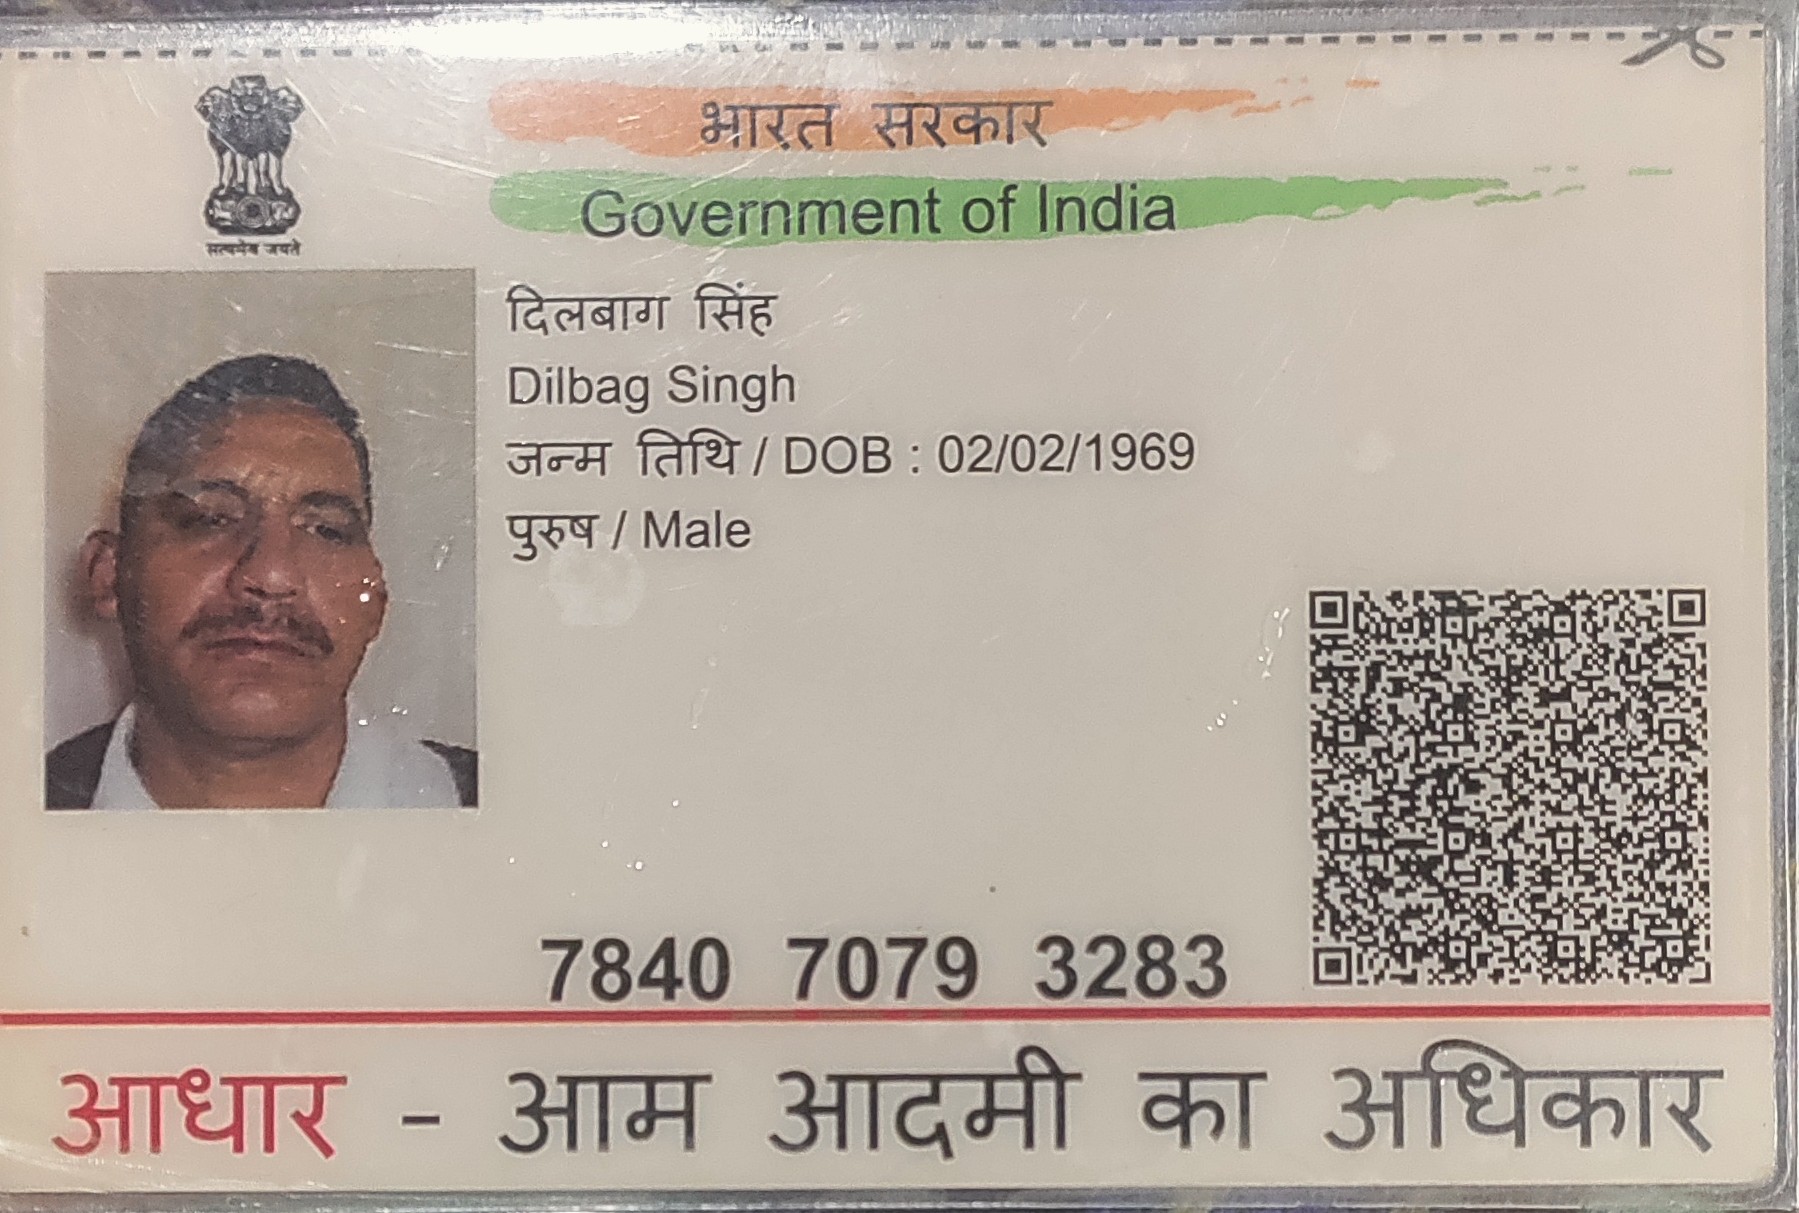 सत्यमेव जयते
भारत सरकार
Government of India
दिलबाग सिंह
Dilbag Singh
जन्म तिथि / DOB : 02/02/1969
पुरुष / Male
7840 7079 3283
आधार - आम आदमी का अधिकार